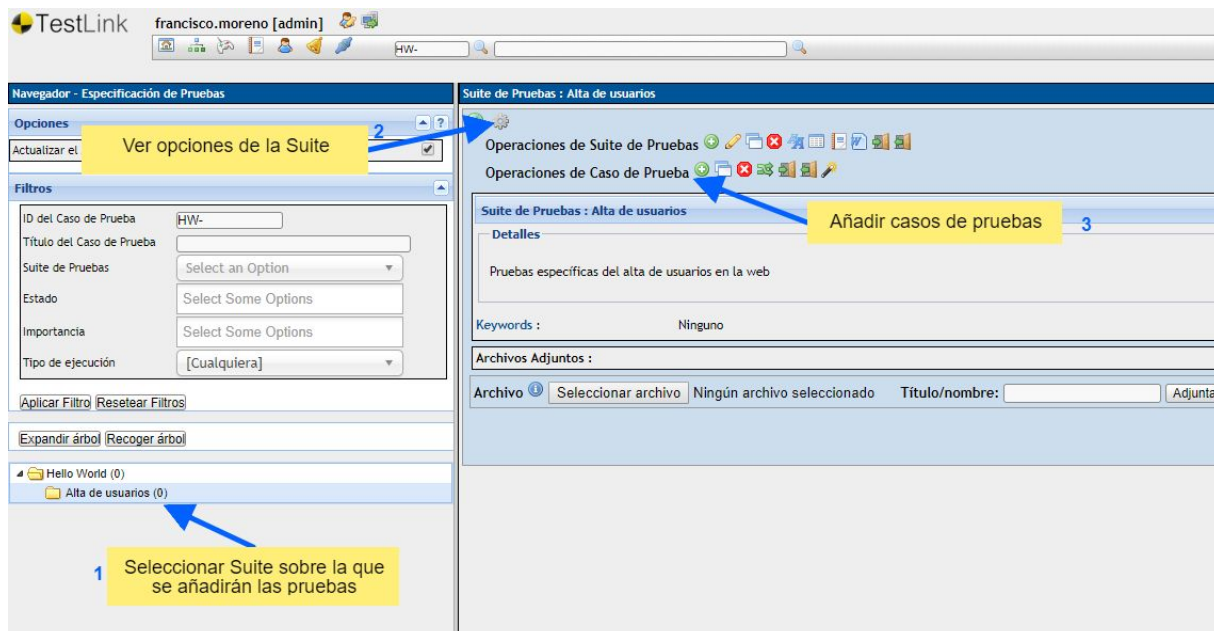 TestLink
francisco.moreno [admin]
HW-
Navegador - Especificación de Pruebas
Opciones
Actualizar el
Ver opciones de la Suite
2
Filtros
ID del Caso de Prueba
HW-
Título del Caso de Prueba
Suite de Pruebas
Select an Option
Estado
Select Some Options
Importancia
Select Some Options
Tipo de ejecución
[Cualquiera]
Aplicar Filtro Resetear Filtros
Expandir árbol Recoger árbol
Hello World (0)
Alta de usuarios (0)
1
Seleccionar Suite sobre la que
se añadirán las pruebas
Suite de Pruebas : Alta de usuarios
Operaciones de Suite de Pruebas
Operaciones de Caso de Prueba
Suite de Pruebas : Alta de usuarios
Añadir casos de pruebas
3
Detalles
Pruebas específicas del alta de usuarios en la web
Keywords : Ninguno
Archivos Adjuntos :
Archivo Seleccionar archivo Ningún archivo seleccionado Título/nombre: Adjunta